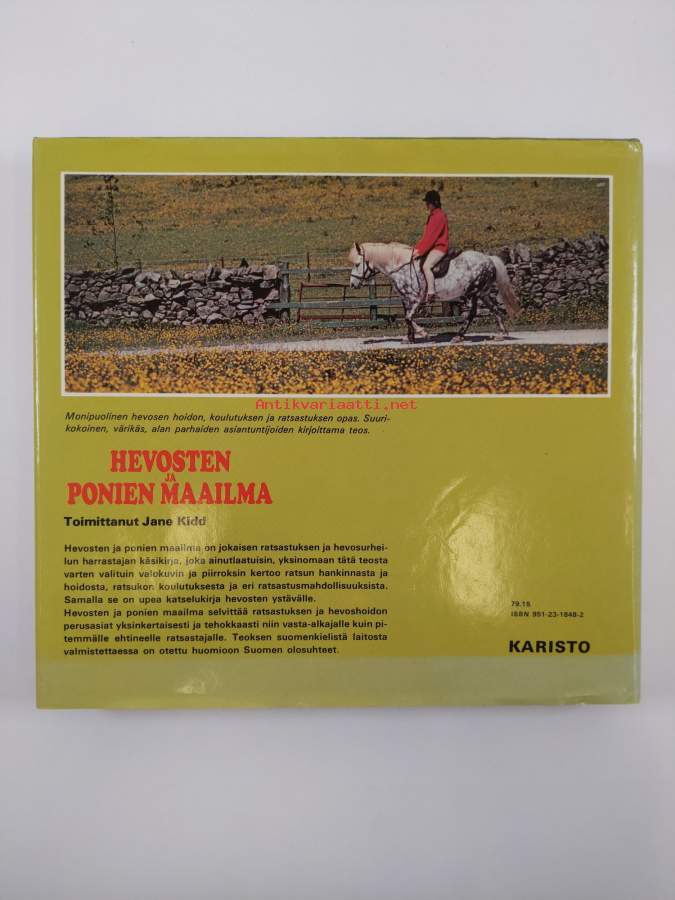 Antikvariaatti.net
Monipuolinen hevosen hoidon, koulutuksen ja ratsastuksen opas. Suuri-
kokoinen, värikäs, alan parhaiden asiantuntijoiden kirjoittama teos.
HEVOSTEN
JA
PONIEN MAAILMA
Toimittanut Jane Kidd
Hevosten ja ponien maailma on jokaisen ratsastuksen ja hevosurhei-
lun harrastajan käsikirja, joka ainutlaatuisin, yksinomaan tätä teosta
varten valituin valokuvin ja piirroksin kertoo ratsun hankinnasta ja
hoidosta, ratsukon koulutuksesta ja eri ratsastusmahdollisuuksista.
Samalla se on upea katselukirja hevosten ystävälle.
Hevosten ja ponien maailma selvittää ratsastuksen ja hevoshoidon
perusasiat yksinkertaisesti ja tehokkaasti niin vasta-alkajalle kuin pi-
temmälle ehtineelle ratsastajalle. Teoksen suomenkielistä laitosta
valmistettaessa on otettu huomioon Suomen olosuhteet.
79.15
ISBN 951-23-1848-2
KARISTO